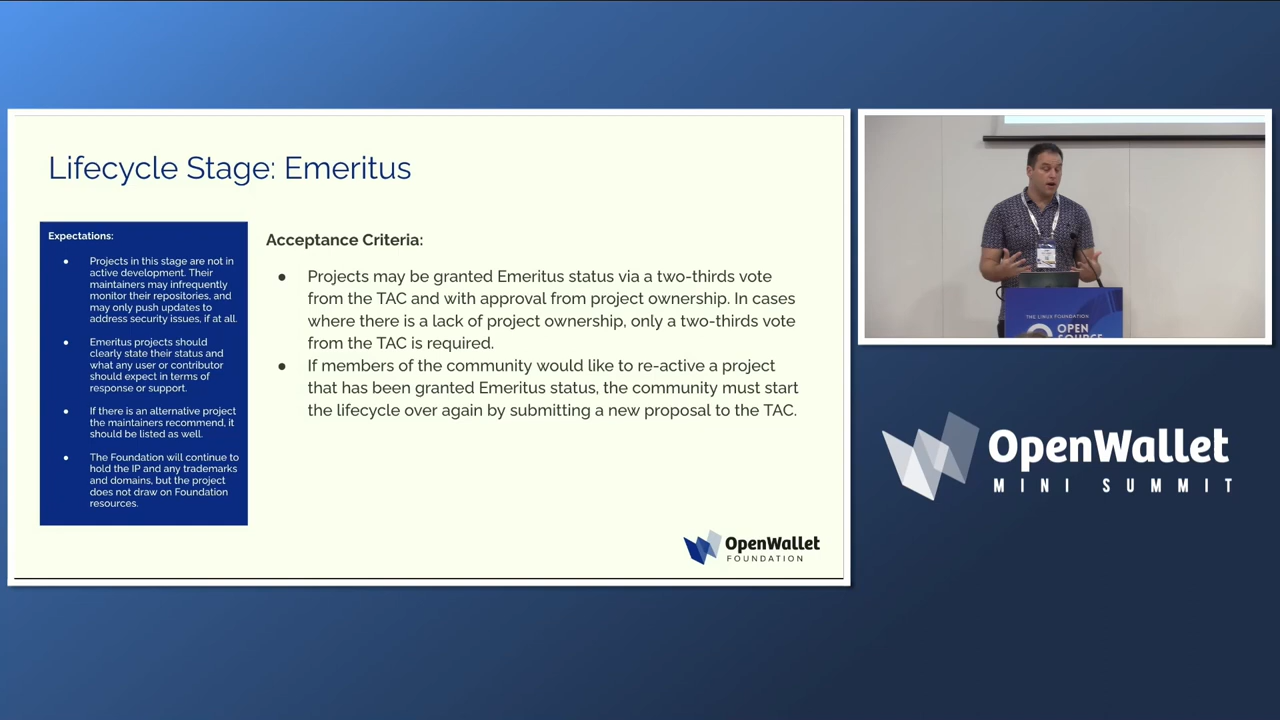 Lifecycle Stage: Emeritus
Expectations:
● Projects in this stage are not in
active development. Their
maintainers may infrequently
monitor their repositories, and
may only push updates to
address security issues, if at all.
● Emeritus projects should
clearly state their status and
what any user or contributor
should expect in terms of
response or support.
● If there is an alternative project
the maintainers recommend, it
should be listed as well.
● The Foundation will continue to
hold the IP and any trademarks
and domains, but the project
does not draw on Foundation
resources.
Acceptance Criteria:
● Projects may be granted Emeritus status via a two-thirds vote
from the TAC and with approval from project ownership. In cases
where there is a lack of project ownership, only a two-thirds vote
from the TAC is required.
● If members of the community would like to re-active a project
that has been granted Emeritus status, the community must start
the lifecycle over again by submitting a new proposal to the TAC.
OpenWallet
FOUNDATION
THE LINUX FOUNDATION
OPEN
SOURCE
OpenWallet
MINI SUMMIT